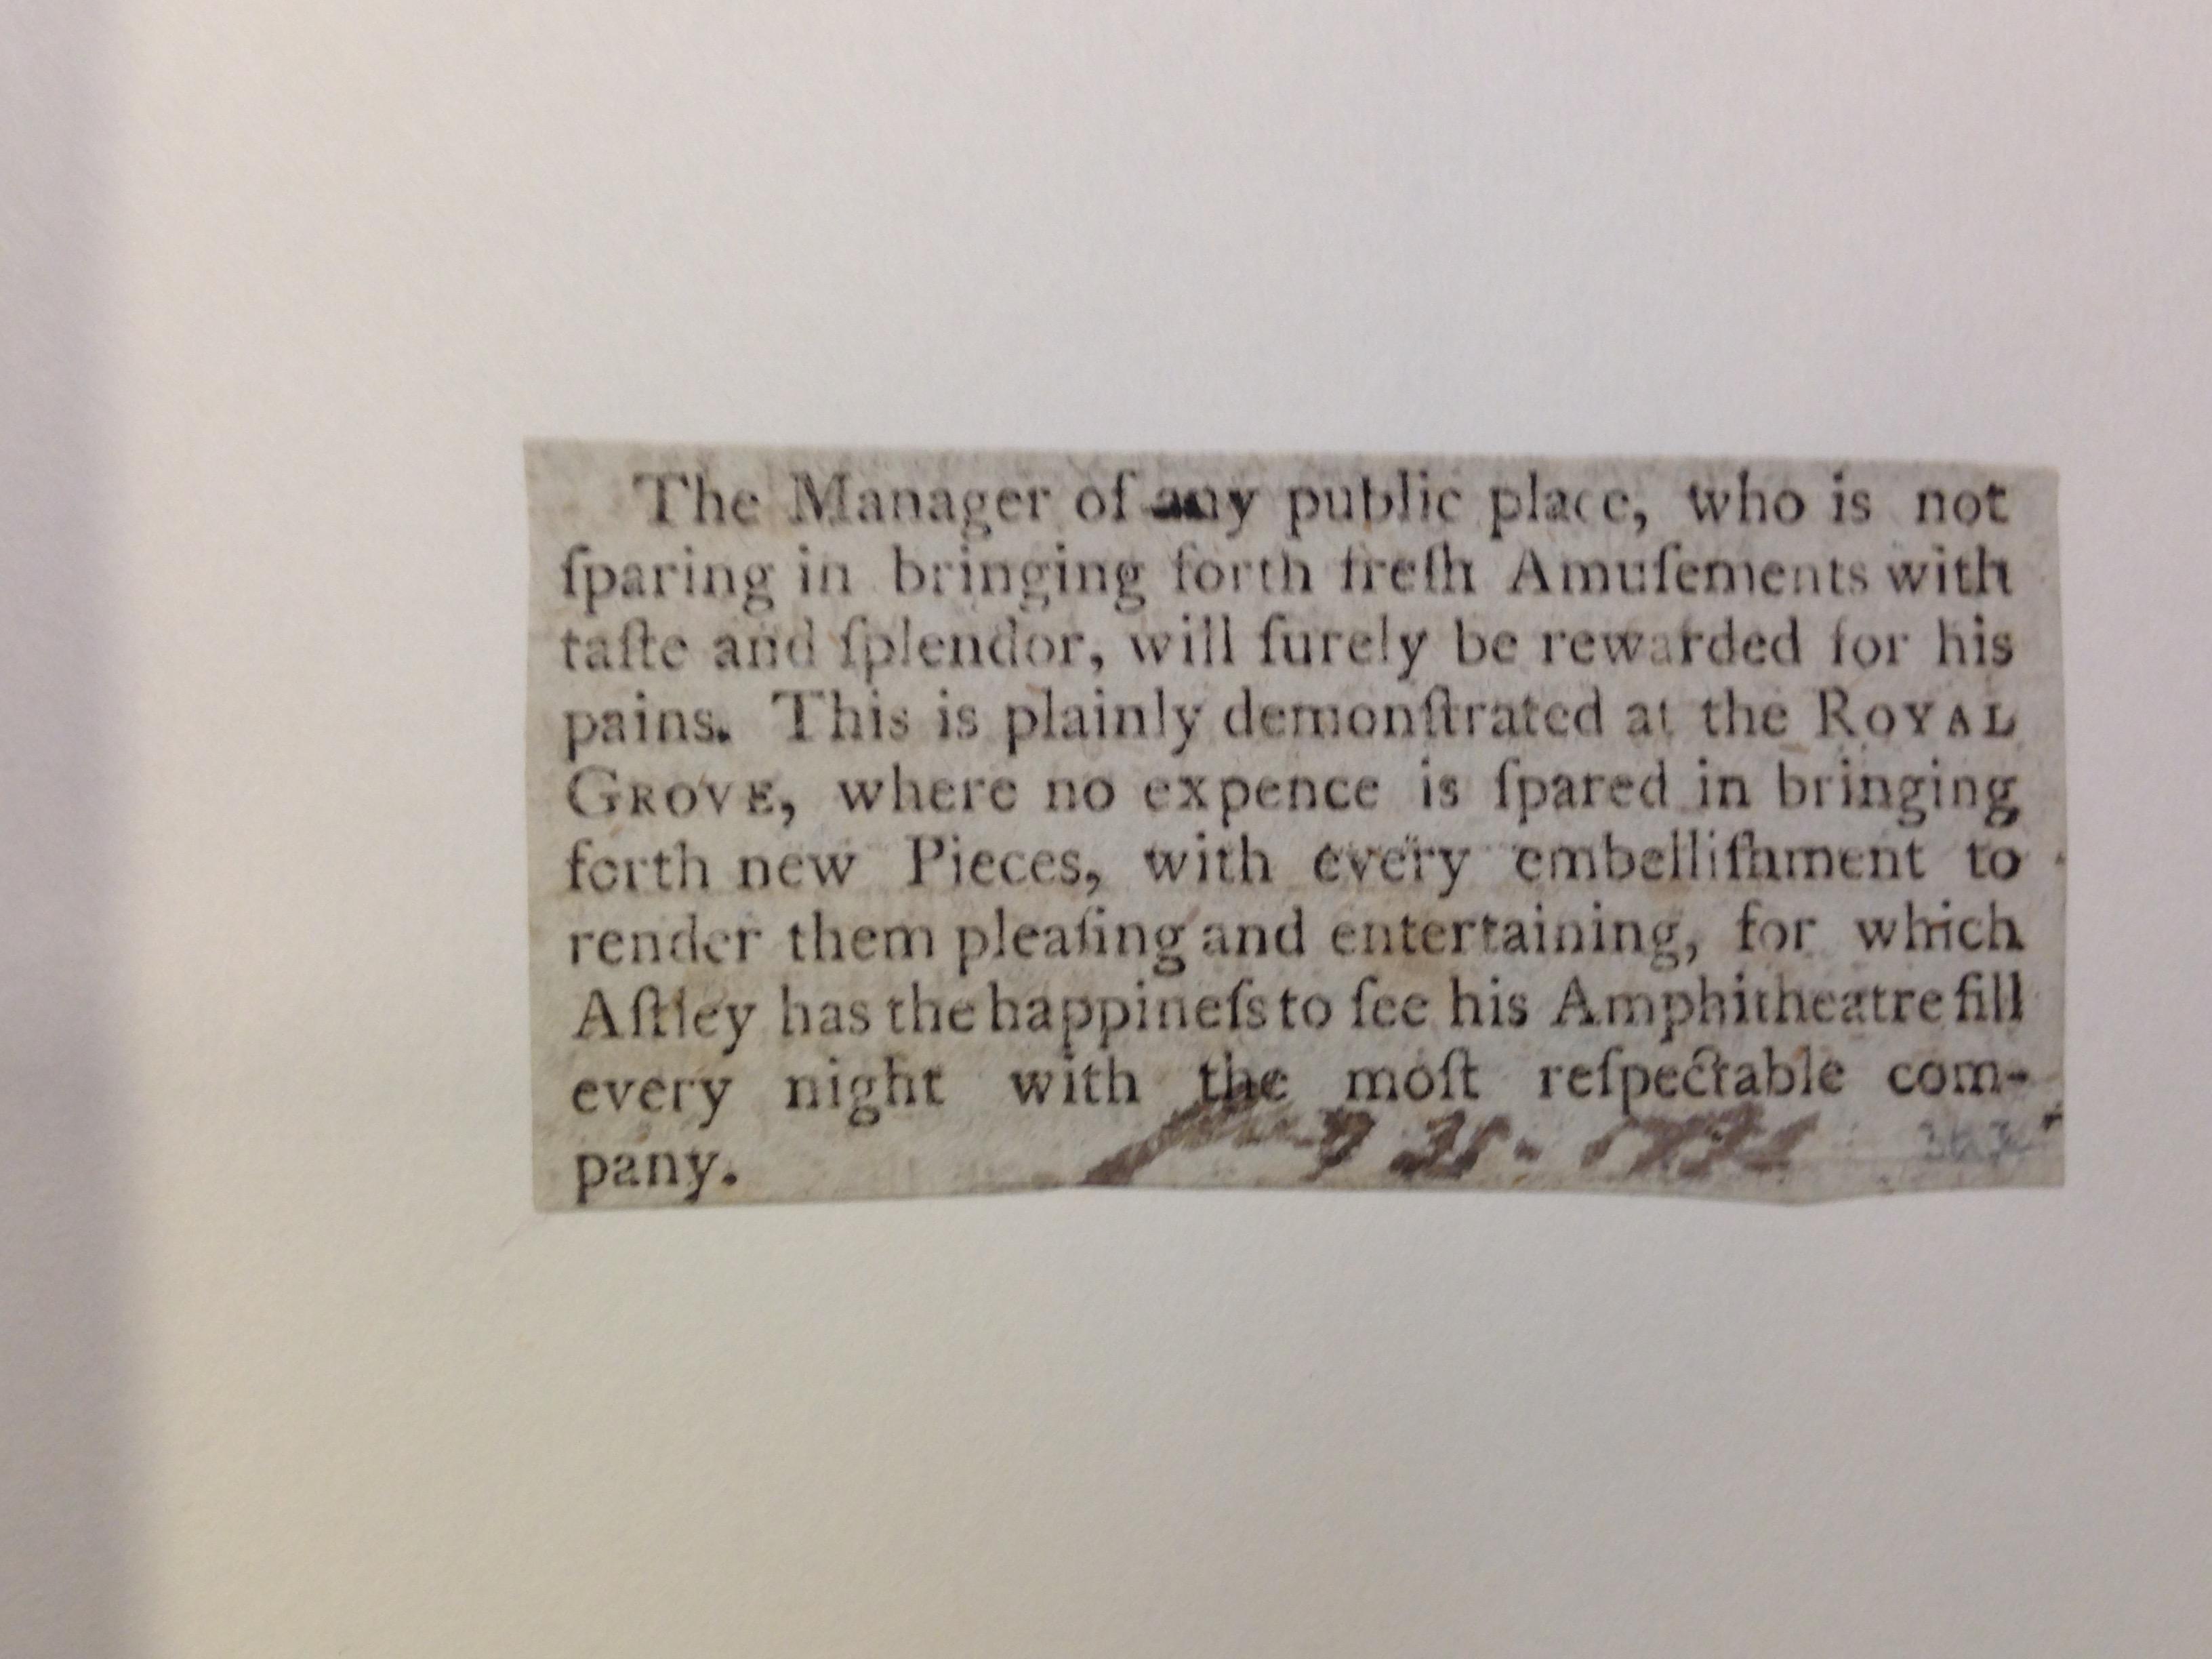 The Manager of any public place, who is not
ſparing in bringing forth freſh Amuſements with
taſte and ſplendor, will ſurely be rewarded for his
pains. This is plainly demonſtrated at the ROYAL
GROVE, where no expence is ſpared in bringing
forth new Pieces, with every embelliſhment to
render them pleaſing and entertaining, for which
Aſtley has the happineſs to ſee his Amphitheatre fill
every night with the moſt reſpectable com-
pany.